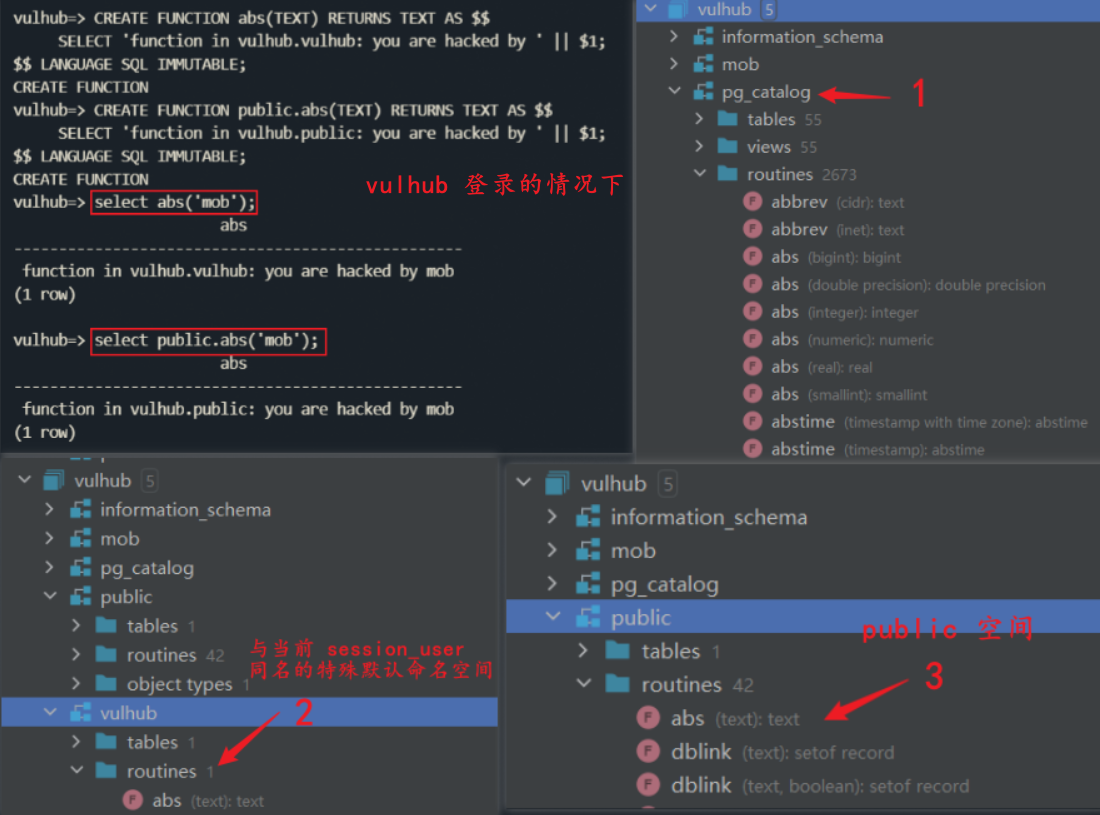 vulhub=> CREATE FUNCTION abs(TEXT) RETURNS TEXT AS $$
    SELECT 'function in vulhub.vulhub: you are hacked by ' || $1;
$$ LANGUAGE SQL IMMUTABLE;
CREATE FUNCTION
vulhub=> CREATE FUNCTION public.abs(TEXT) RETURNS TEXT AS $$
    SELECT 'function in vulhub.public: you are hacked by ' || $1;
$$ LANGUAGE SQL IMMUTABLE;
CREATE FUNCTION
vulhub 登录的情况下
vulhub=> select abs('mob');
abs
--------------------------------------------------
function in vulhub.vulhub: you are hacked by mob
(1 row)
vulhub=> select public.abs('mob');
abs
--------------------------------------------------
function in vulhub.public: you are hacked by mob
(1 row)
vulhub 5
information_schema
mob
pg_catalog
1
tables 55
views 55
routines 2673
F abbrev (cidr): text
F abbrev (inet): text
F abs (bigint): bigint
F abs (double precision): double precision
F abs (integer): integer
F abs (numeric): numeric
F abs (real): real
F abs (smallint): smallint
F abstime (timestamp with time zone): abstime
F abstime (timestamp): abstime
vulhub 5
information_schema
mob
pg_catalog
public
tables 1
routines 42
object types 1
与当前 session_user
同名的特殊默认命名空间
vulhub
2
tables 1
routines 1
F abs (text): text
vulhub 5
information_schema
mob
pg_catalog
public
public 空间
tables 1
3
routines 42
F abs (text): text
F dblink (text): setof record
F dblink (text, boolean): setof record